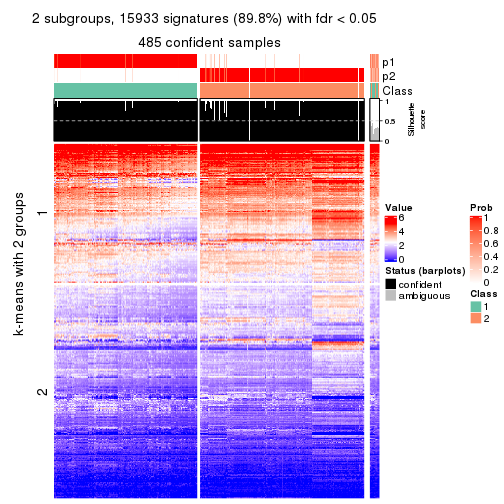 2 subgroups, 15933 signatures (89.8%) with fdr < 0.05
485 confident samples
p1
p2
Class
1
0.5
0
Silhouette
score
k-means with 2 groups
1
2
Value
6
4
2
0
Status (barplots)
confident
ambiguous
Prob
1
0.8
0.6
0.4
0.2
0
Class
1
2